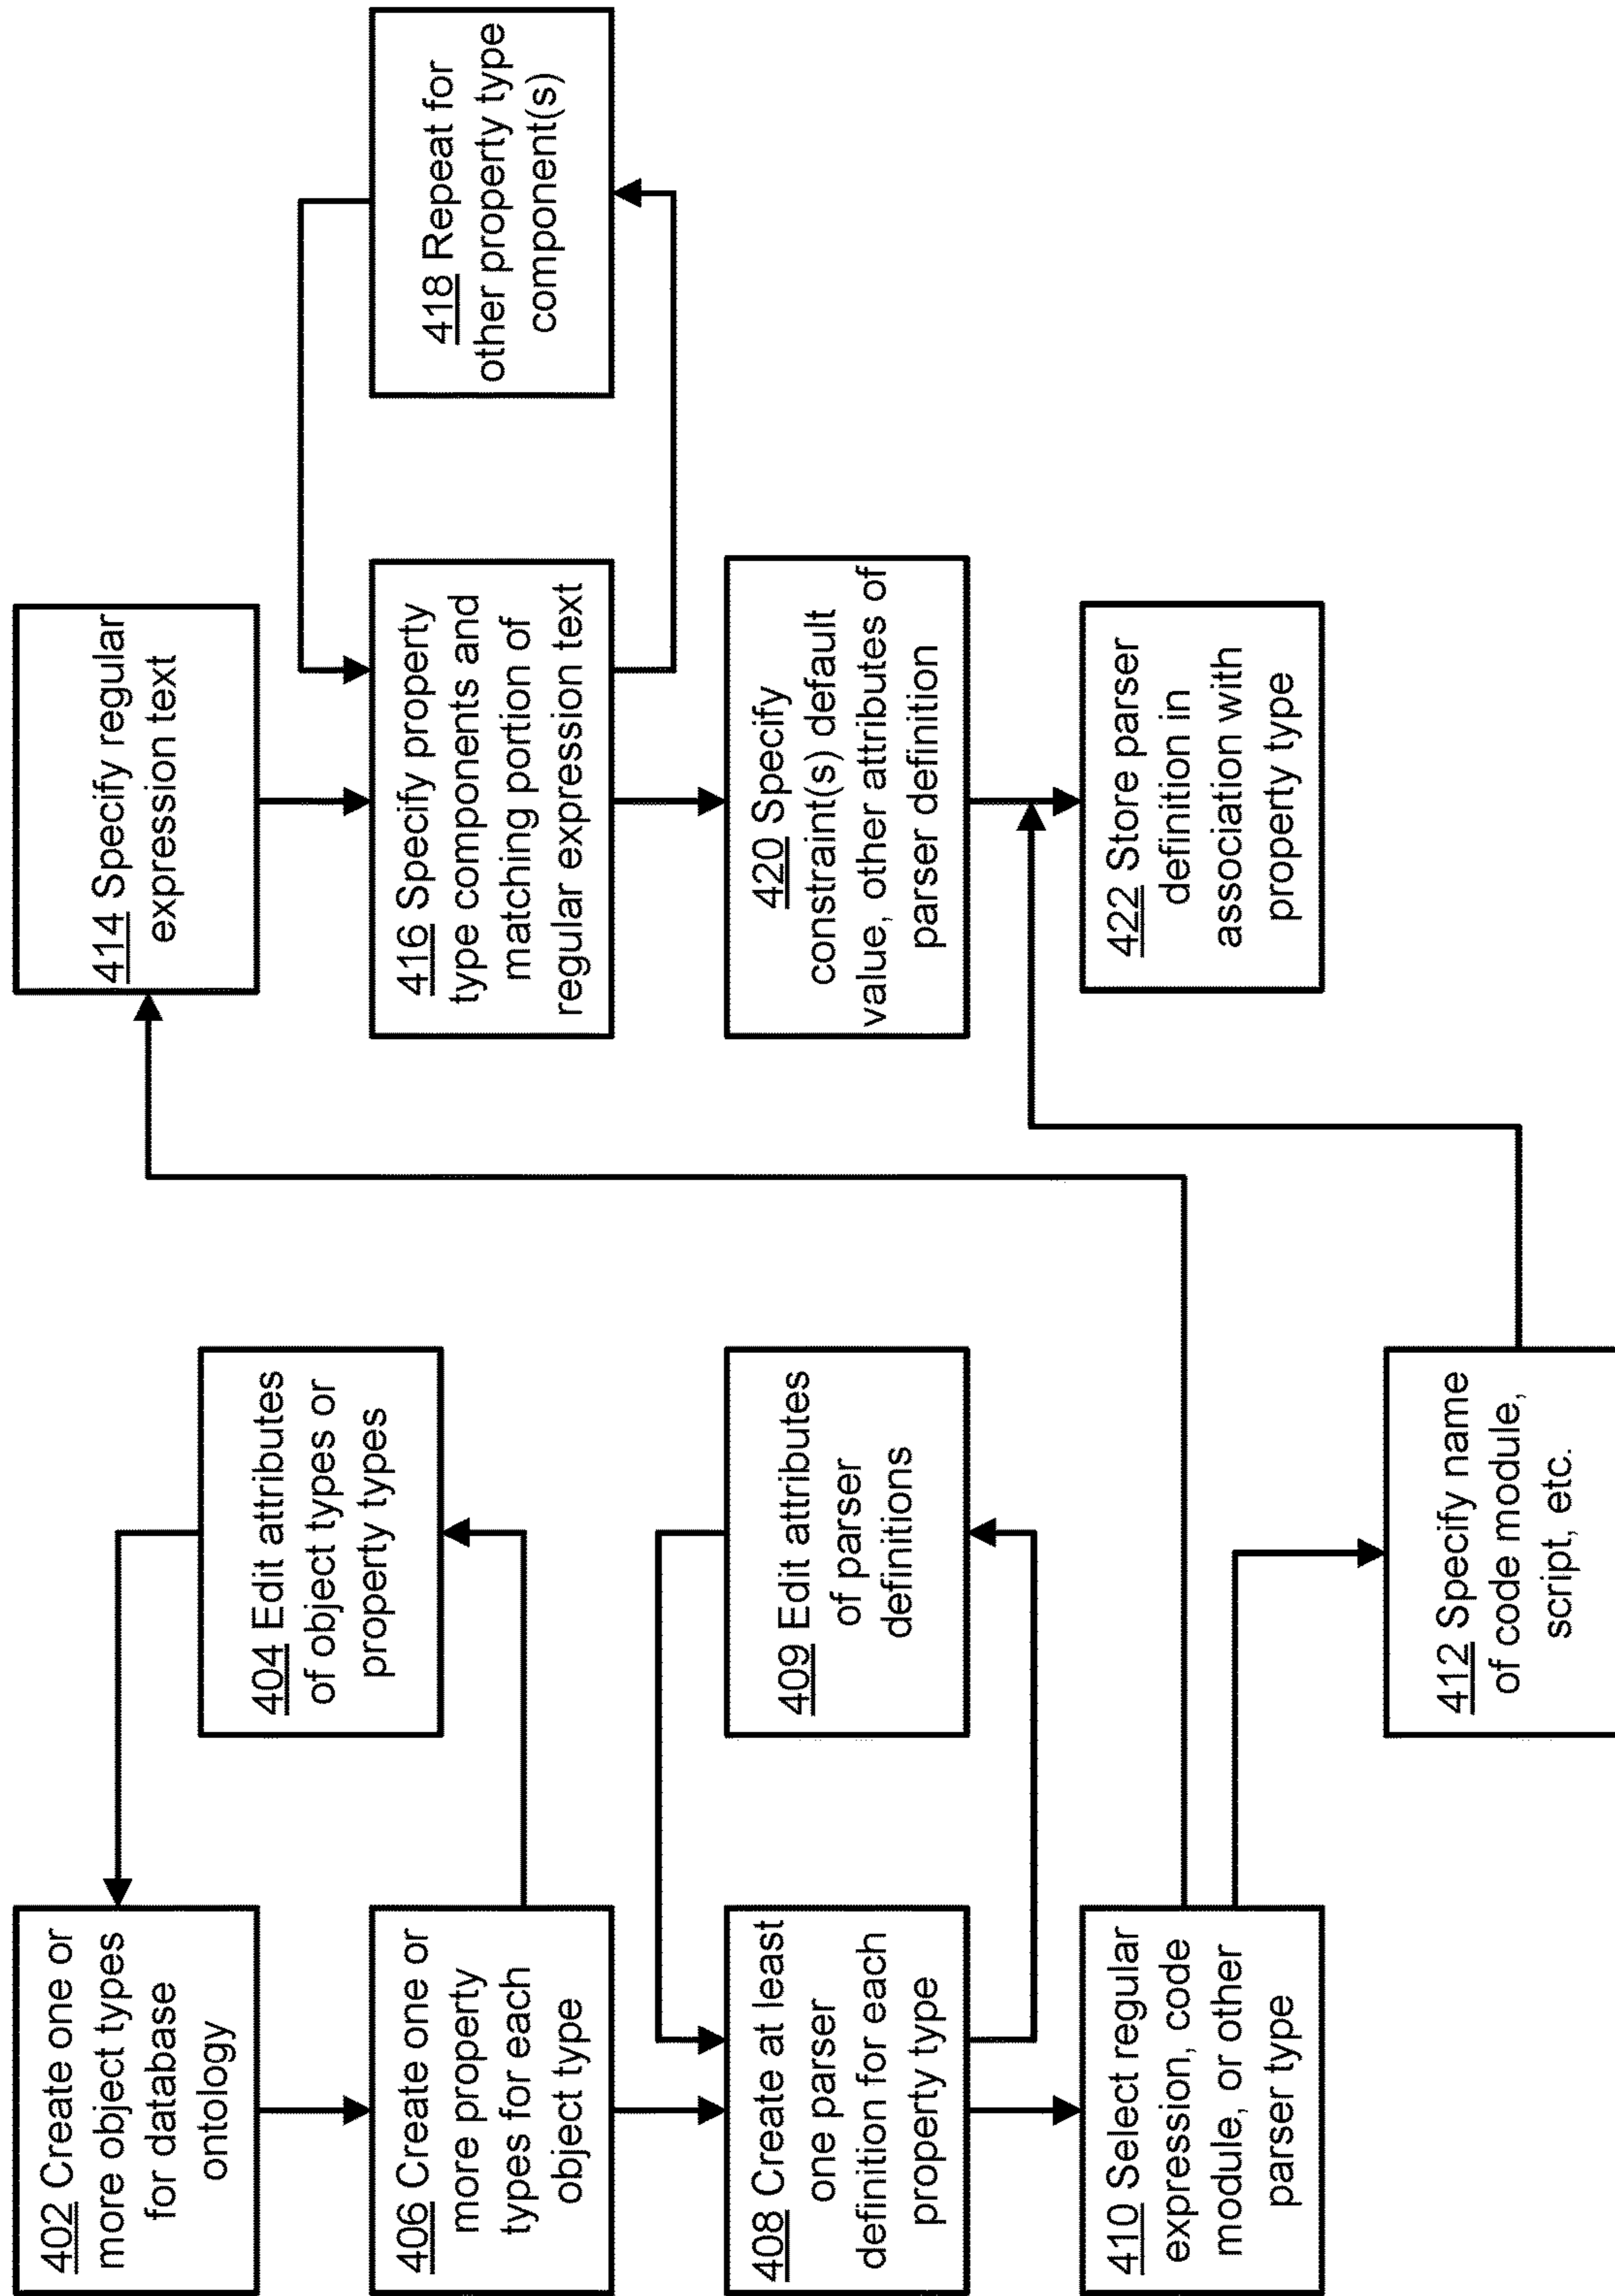 402 Create one or
more object types
for database
ontology
404 Edit attributes
of object types or
property types
406 Create one or
more property
types for each
object type
408 Create at least
one parser
definition for each
property type
409 Edit attributes
of parser
definitions
410 Select regular
expression, code
module, or other
parser type
412 Specify name
of code module,
script, etc.
414 Specify regular
expression text
416 Specify property
type components and
matching portion of
regular expression text
418 Repeat for
other property type
component(s)
420 Specify
constraint(s) default
value, other attributes of
parser definition
422 Store parser
definition in
association with
property type